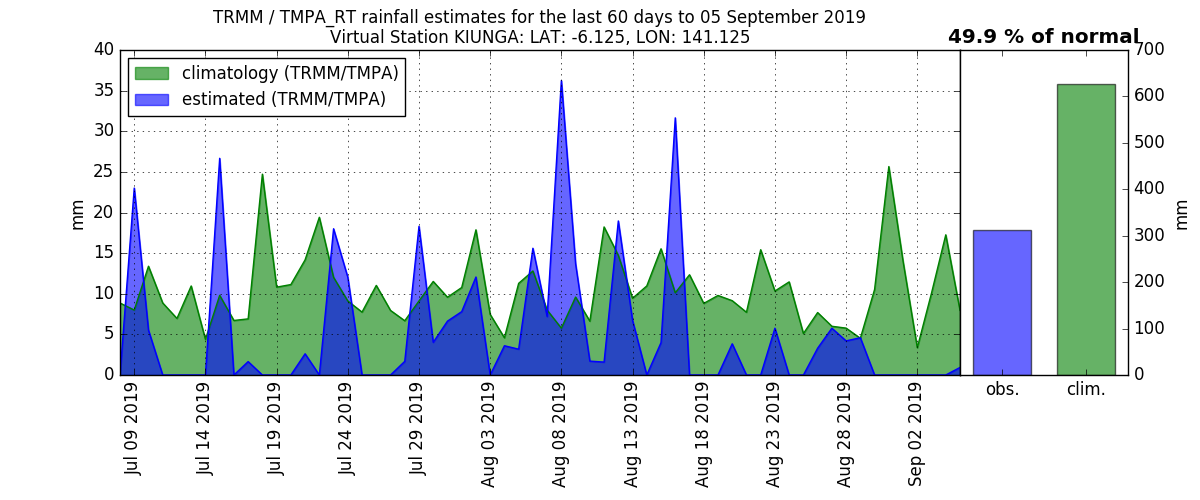 TRMM / TMPA_RT rainfall estimates for the last 60 days to 05 September 2019
Virtual Station KIUNGA: LAT: -6.125, LON: 141.125
49.9 % of normal
climatology (TRMM/TMPA)
estimated (TRMM/TMPA)
mm
40
35
30
25
20
15
10
5
0
Jul 09 2019
Jul 14 2019
Jul 19 2019
Jul 24 2019
Jul 29 2019
Aug 03 2019
Aug 08 2019
Aug 13 2019
Aug 18 2019
Aug 23 2019
Aug 28 2019
Sep 02 2019
obs.
clim.
700
600
500
400
300
200
100
0
mm